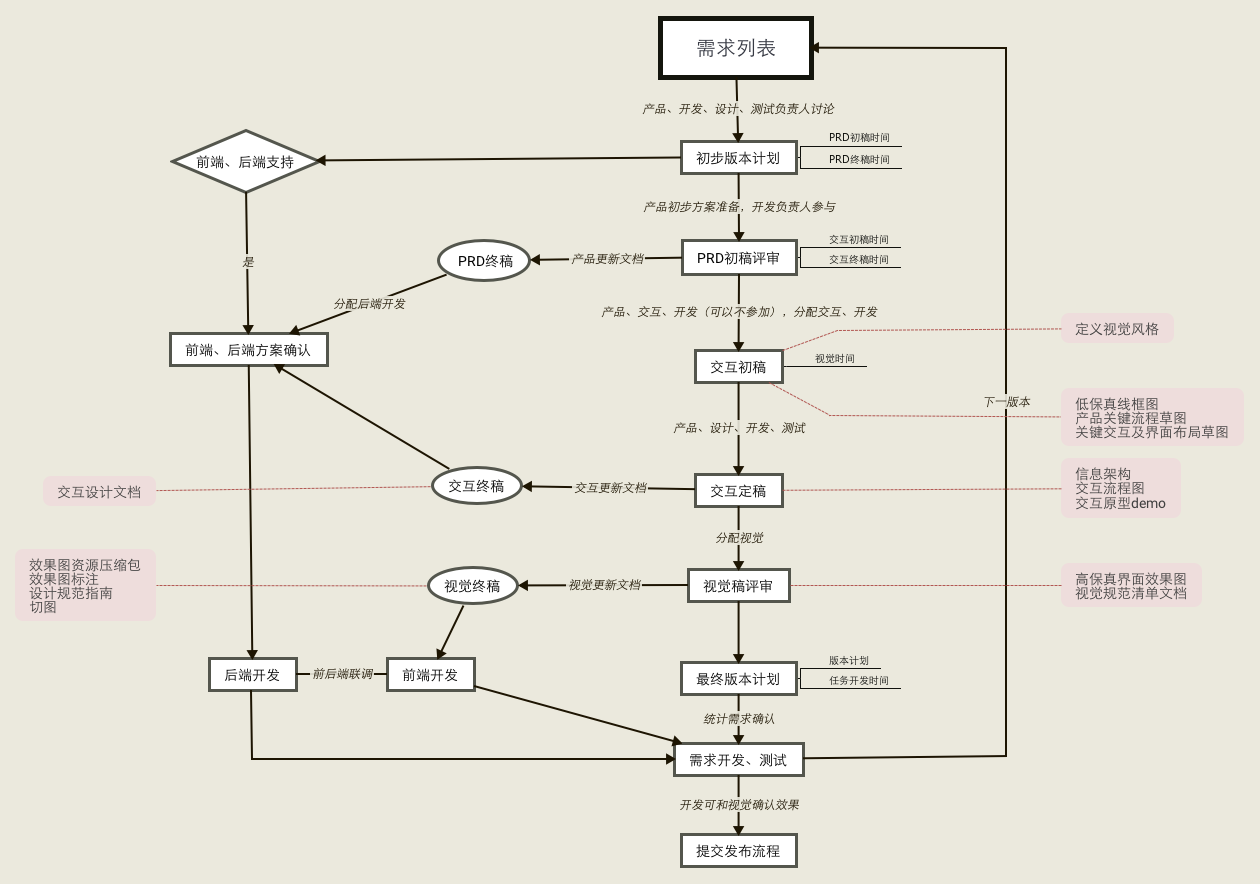 需求列表
产品、开发、设计、测试负责人讨论
PRD初稿时间
前端、后端支持
初步版本计划
PRD终稿时间
产品初步方案准备，开发负责人参与
交互初稿时间
是
PRD终稿
产品更新文档
PRD初稿评审
交互终稿时间
分配后端开发
产品、交互、开发（可以不参加），分配交互、开发
定义视觉风格
前端、后端方案确认
交互初稿
视觉时间
下一版本
低保真线框图
产品关键流程草图
关键交互及界面布局草图
产品、设计、开发、测试
信息架构
交互流程图
交互原型demo
交互设计文档
交互终稿
交互更新文档
交互定稿
分配视觉
效果图资源压缩包
效果图标注
设计规范指南
切图
视觉终稿
视觉更新文档
视觉稿评审
高保真界面效果图
视觉规范清单文档
版本计划
后端开发
前后端联调
前端开发
最终版本计划
任务开发时间
统计需求确认
需求开发、测试
开发可和视觉确认效果
提交发布流程